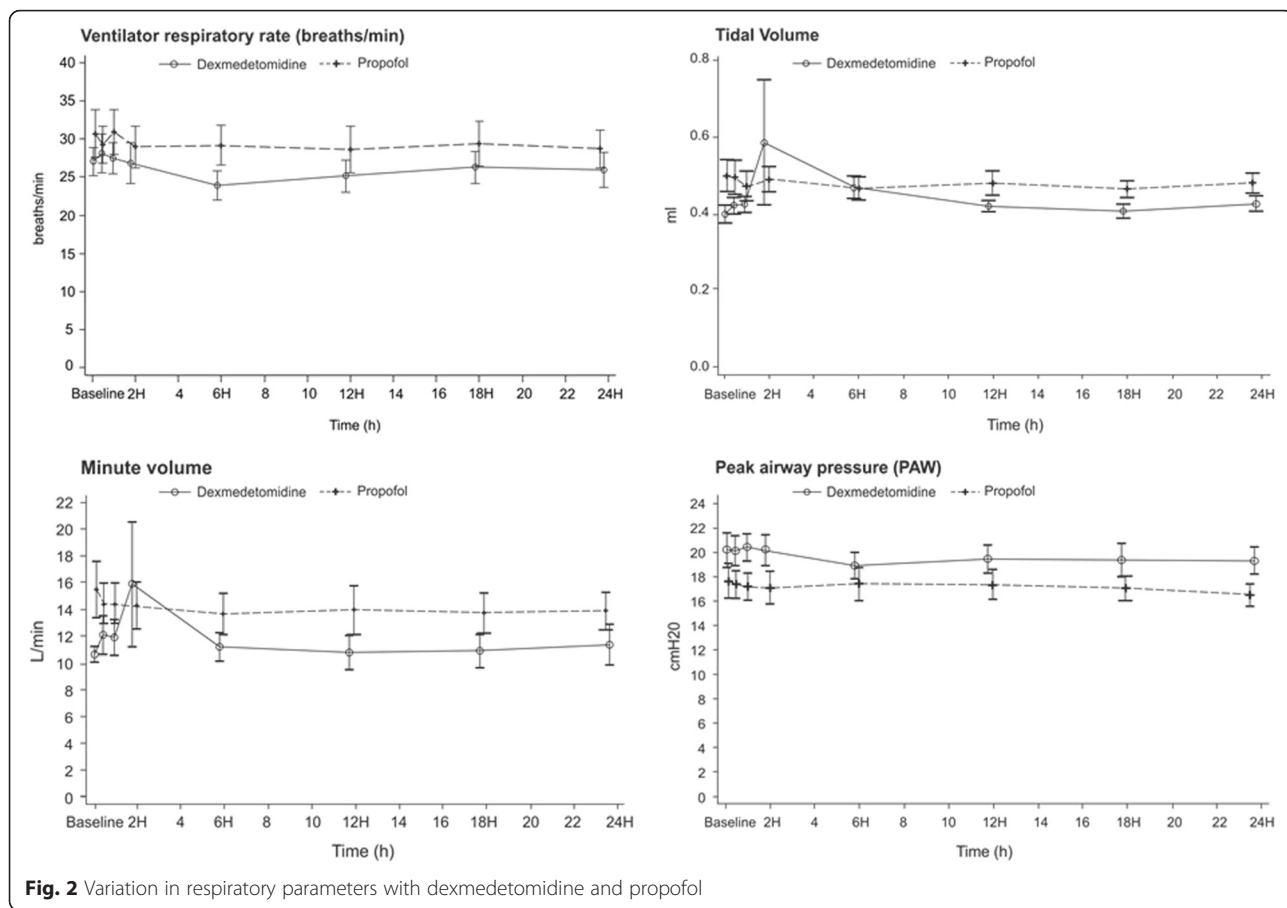 Ventilator respiratory rate (breaths/min)
Dexmedetomidine Propofol
40
35
30
25
20
15
10
5
0
breaths/min
Baseline 2H 4 6H 8 10 12H 14 16 18H 20 22 24H
Time (h)
Tidal Volume
Dexmedetomidine Propofol
0.8
0.6
0.4
0.2
0.0
ml
Baseline 2H 4 6H 8 10 12H 14 16 18H 20 22 24H
Time (h)
Minute volume
Dexmedetomidine Propofol
22
20
18
16
14
12
10
8
6
4
2
0
L/min
Baseline 2H 4 6H 8 10 12H 14 16 18H 20 22 24H
Time (h)
Peak airway pressure (PAW)
Dexmedetomidine Propofol
24
22
20
18
16
14
12
10
8
6
4
2
0
cmH20
Baseline 2H 4 6H 8 10 12H 14 16 18H 20 22 24H
Time (h)
Fig. 2 Variation in respiratory parameters with dexmedetomidine and propofol